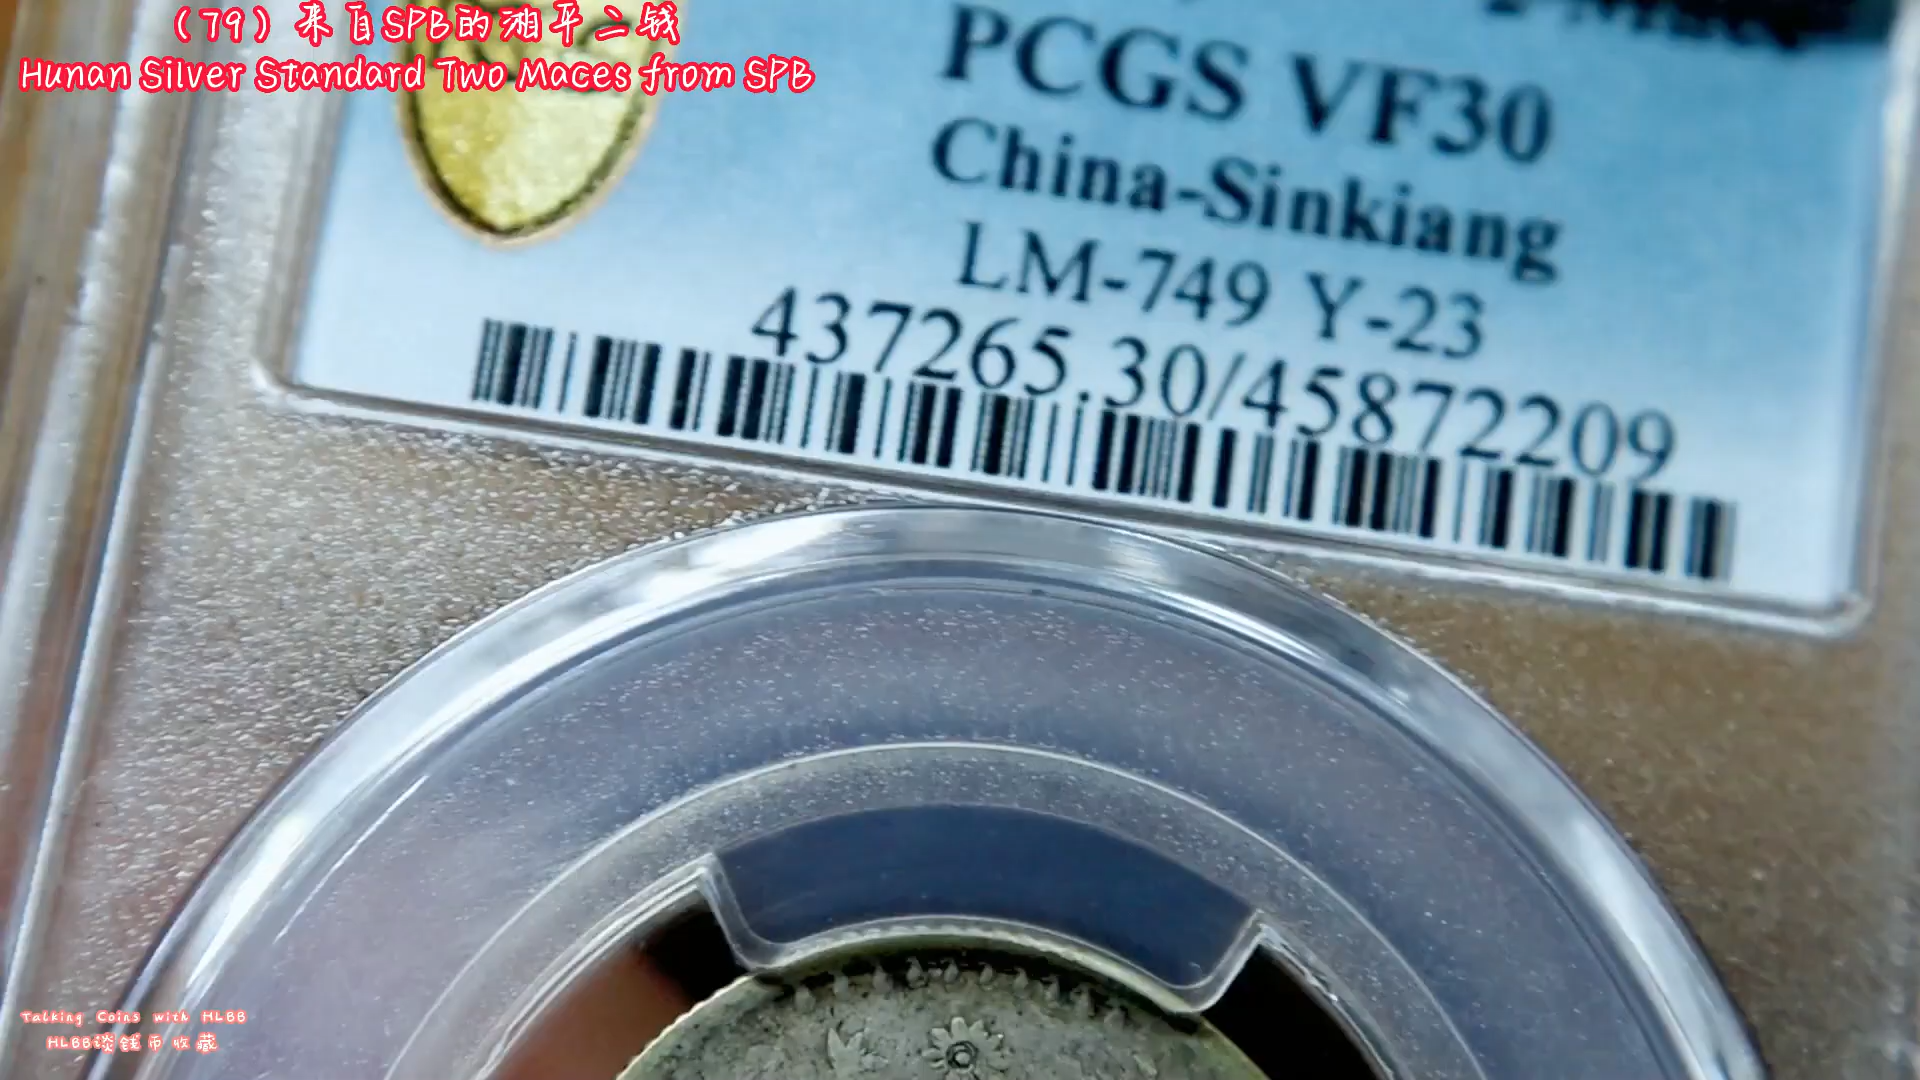 （79）来自SPB的湘平二钱
Hunan Silver Standard Two Maces from SPB
PCGS VF30
China-Sinkiang
LM-749 Y-23
437265.30/45872209
Talking Coins with HLBB
HLBB谈钱币收藏